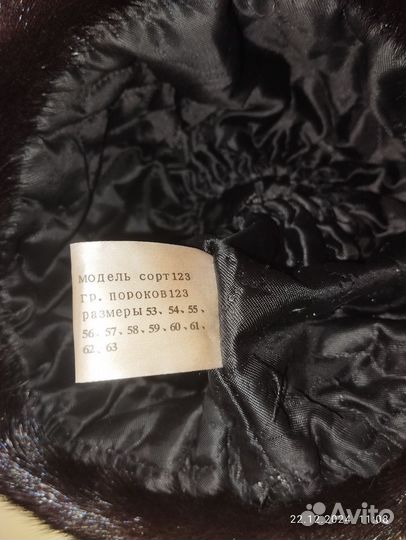 модель сорт123
гр. пороков123
размеры 53、54、55、
56、57、58、59、60、61、
62、63
22.12.2024 11:08
Avito